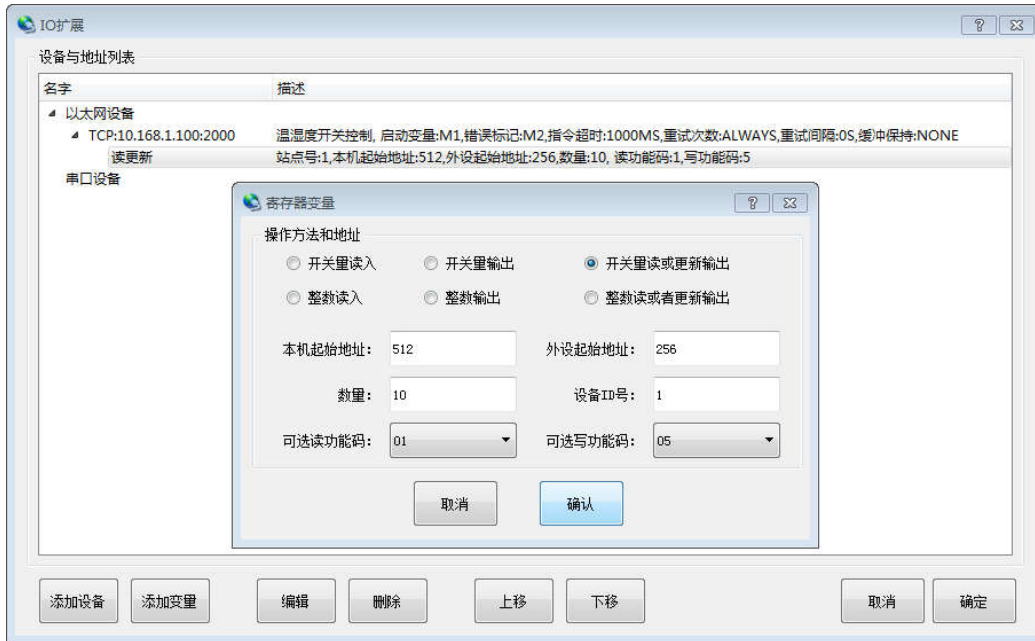 IO扩展
设备与地址列表
名字 描述
以太网设备
TCP:10.168.1.100:2000 温湿度开关控制, 启动变量:M1,错误标记:M2,指令超时:1000MS,重试次数:ALWAYS,重试间隔:0S,缓冲保持:NONE
读更新 站点号:1,本机起始地址:512,外设起始地址:256,数量:10, 读功能码:1,写功能码:5
串口设备
寄存器变量
操作方法和地址
开关量读入 开关量输出 开关量读或更新输出
整数读入 整数输出 整数读或者更新输出
本机起始地址: 512 外设起始地址: 256
数量: 10 设备ID号: 1
可选读功能码: 01 可选写功能码: 05
取消 确认
添加设备 添加变量 编辑 删除 上移 下移 取消 确定